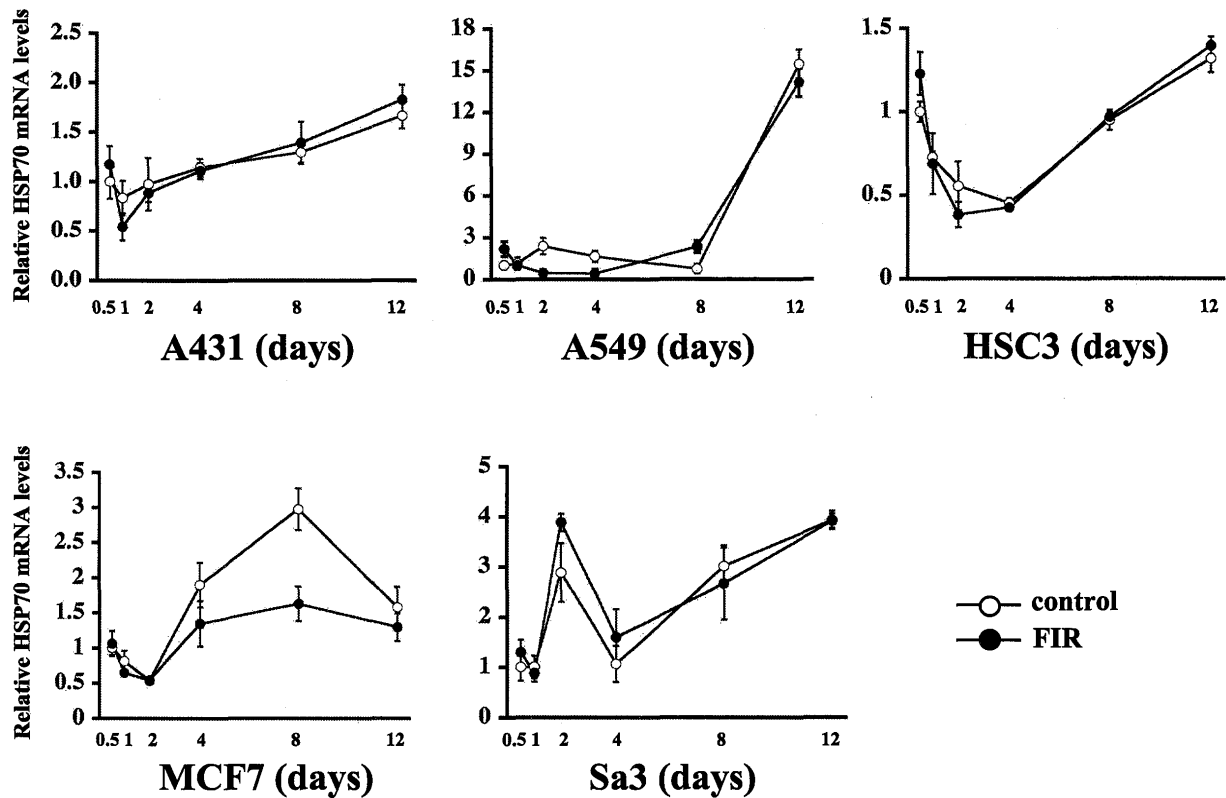 Relative HSP70 mRNA levels
2.5
2.0
1.5
1.0
0.5
0.0
0.5 1 2 4 8 12
A431 (days)
18
15
12
9
6
3
0
0.5 1 2 4 8 12
A549 (days)
1.5
1
0.5
0
0.5 1 2 4 8 12
HSC3 (days)
Relative HSP70 mRNA levels
3.5
3
2.5
2
1.5
1
0.5
0
0.5 1 2 4 8 12
MCF7 (days)
5
4
3
2
1
0
0.5 1 2 4 8 12
Sa3 (days)
control
FIR